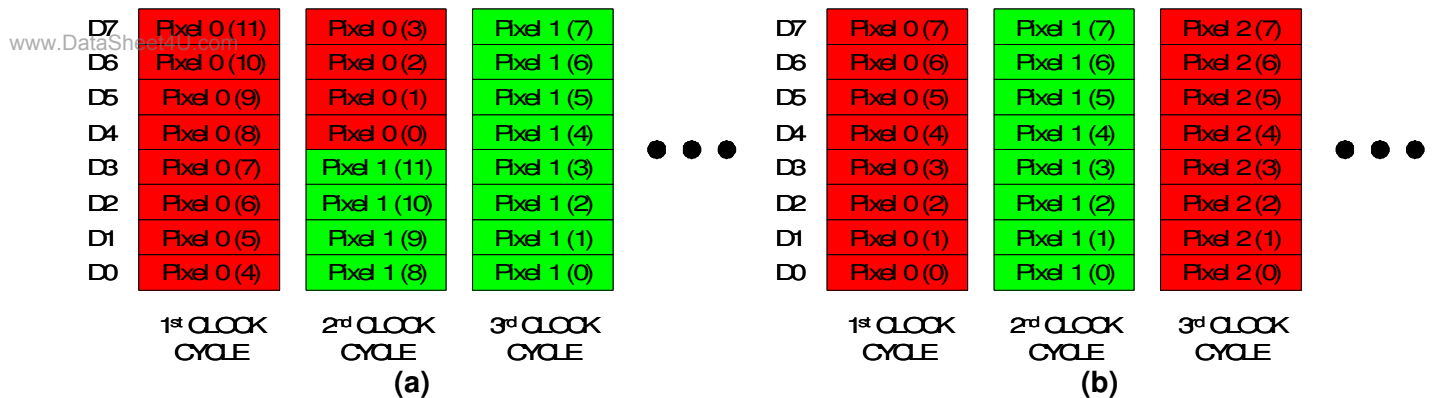 D7 Pixel 0 (11) Pixel 0 (3) Pixel 1 (7) D7 Pixel 0 (7) Pixel 1 (7) Pixel 2 (7)
www.DataSheet4U.com
D6 Pixel 0 (10) Pixel 0 (2) Pixel 1 (6) D6 Pixel 0 (6) Pixel 1 (6) Pixel 2 (6)
D5 Pixel 0 (9) Pixel 0 (1) Pixel 1 (5) D5 Pixel 0 (5) Pixel 1 (5) Pixel 2 (5)
D4 Pixel 0 (8) Pixel 0 (0) Pixel 1 (4) D4 Pixel 0 (4) Pixel 1 (4) Pixel 2 (4)
D3 Pixel 0 (7) Pixel 1 (11) Pixel 1 (3) D3 Pixel 0 (3) Pixel 1 (3) Pixel 2 (3)
D2 Pixel 0 (6) Pixel 1 (10) Pixel 1 (2) D2 Pixel 0 (2) Pixel 1 (2) Pixel 2 (2)
D1 Pixel 0 (5) Pixel 1 (9) Pixel 1 (1) D1 Pixel 0 (1) Pixel 1 (1) Pixel 2 (1)
D0 Pixel 0 (4) Pixel 1 (8) Pixel 1 (0) D0 Pixel 0 (0) Pixel 1 (0) Pixel 2 (0)
1st CLOCK 2nd CLOCK 3rd CLOCK 1st CLOCK 2nd CLOCK 3rd CLOCK
CYCLE CYCLE CYCLE CYCLE CYCLE CYCLE
(a) (b)